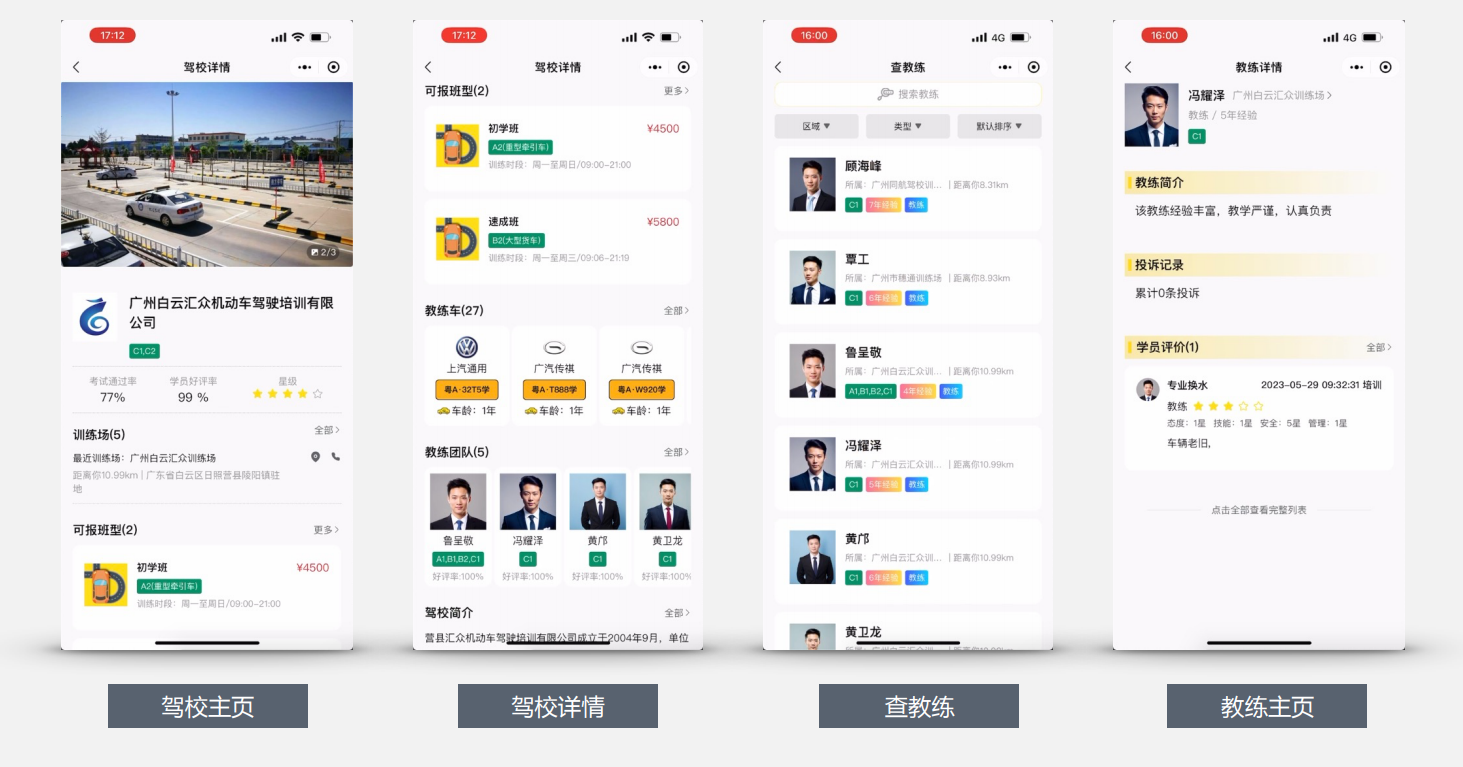 17:12
驾校详情
2/3
广州白云汇众机动车驾驶培训有限
公司
C1,C2
考试通过率 学员好评率 星级
77% 99 %
训练场(5) 全部
最近训练场：广州白云汇众训练场
距离你10.99km | 广东省白云区日照营县陵阳镇驻
地
可报班型(2) 更多
初学班 ¥4500
A2(重型牵引车)
训练时段：周一至周日/09:00-21:00
驾校主页
17:12
驾校详情
可报班型(2) 更多
初学班 ¥4500
A2(重型牵引车)
训练时段：周一至周日/09:00-21:00
速成班 ¥5800
B2(大型货车)
训练时段：周一至周三/09:06-21:19
教练车(27) 全部
上汽通用 广汽传祺 广汽传祺
粤A·32T5学 粤A·T888学 粤A·W920学
车龄：1年 车龄：1年 车龄：1年
教练团队(5) 全部
鲁呈敬 冯耀泽 黄邝 黄卫龙
A1,B1,B2,C1 C1 C1 C1
好评率:100% 好评率:100% 好评率:100% 好评率:100%
驾校简介 全部
营县汇众机动车驾驶培训有限公司成立于2004年9月，单位
驾校详情
16:00 4G
查教练
搜索教练
区域 类型 默认排序
顾海峰
所属：广州同航驾校训... | 距离你8.31km
C1 7年经验 教练
覃工
所属：广州市穗通训练场 | 距离你8.93km
C1 6年经验 教练
鲁呈敬
所属：广州白云汇众训... | 距离你10.99km
A1,B1,B2,C1 4年经验 教练
冯耀泽
所属：广州白云汇众训... | 距离你10.99km
C1 5年经验 教练
黄邝
所属：广州白云汇众训... | 距离你10.99km
C1 6年经验 教练
黄卫龙
查教练
16:00 4G
教练详情
冯耀泽 广州白云汇众训练场
教练 / 5年经验
C1
教练简介
该教练经验丰富，教学严谨，认真负责
投诉记录
累计0条投诉
学员评价(1) 全部
专业换水 2023-05-29 09:32:31 培训
教练
态度：1星 技能：1星 安全：5星 管理：1星
车辆老旧,
点击全部查看完整列表
教练主页